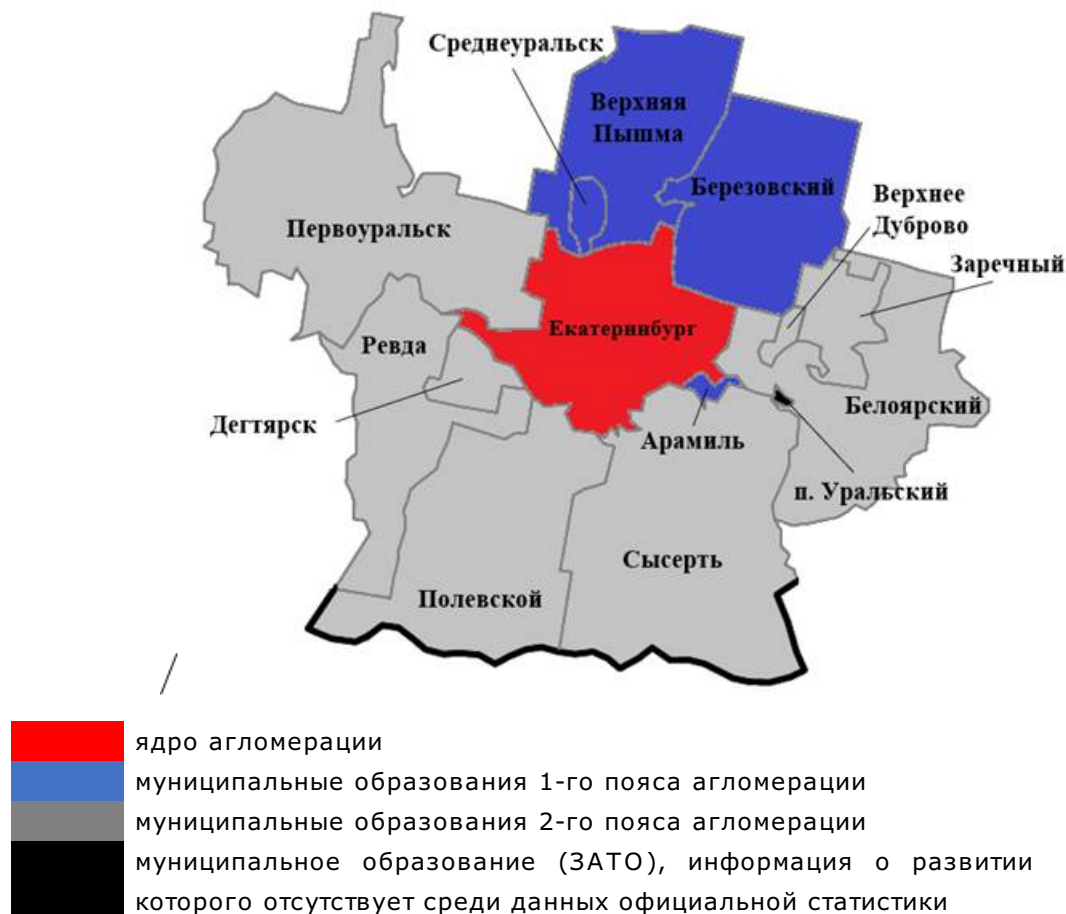 Среднеуральск
Верхняя
Пышма
Березовский
Верхнее
Дуброво
Заречный
Первоуральск
Екатеринбург
Ревда
Дегтярск
Арамиль
Белоярский
п. Уральский
Сысерть
Полевской
/
ядро агломерации
муниципальные образования 1-го пояса агломерации
муниципальные образования 2-го пояса агломерации
муниципальное образование (ЗАТО), информация о развитии
которого отсутствует среди данных официальной статистики